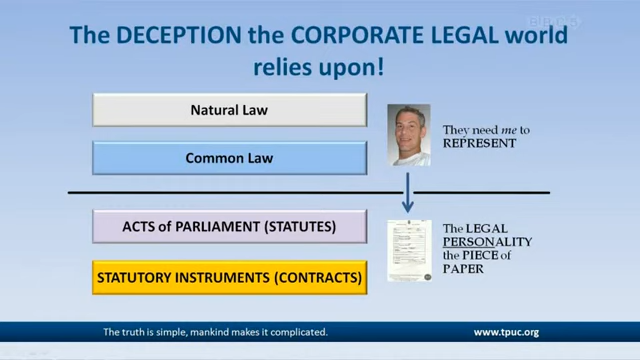 The DECEPTION the CORPORATE LEGAL world
relies upon!
Natural Law
Common Law
They need me to
REPRESENT
ACTS of PARLIAMENT (STATUTES)
STATUTORY INSTRUMENTS (CONTRACTS)
The LEGAL
PERSONALITY
the PIECE of
PAPER
The truth is simple, mankind makes it complicated.
www.tpuc.org